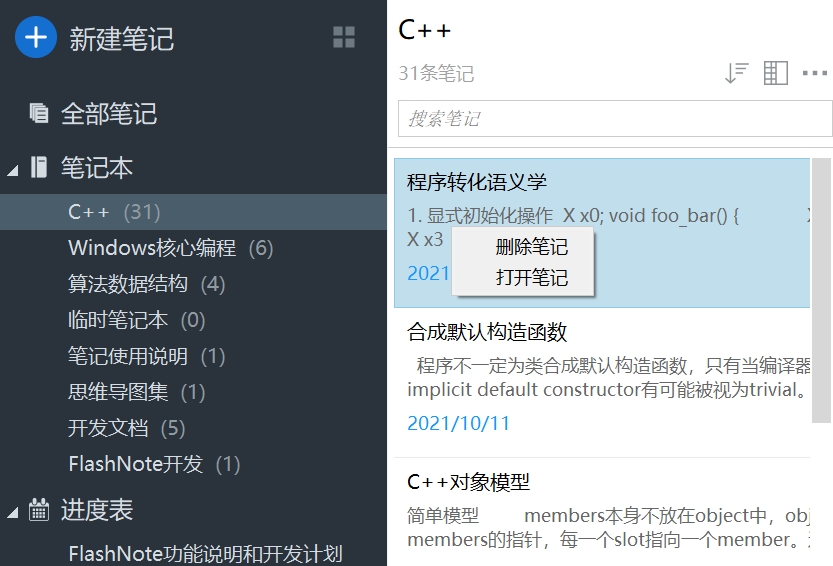 新建笔记
全部笔记
笔记本
C++ (31)
Windows核心编程 (6)
算法数据结构 (4)
临时笔记本 (0)
笔记使用说明 (1)
思维导图集 (1)
开发文档 (5)
FlashNote开发 (1)
进度表
FlashNote功能说明和开发计划
C++
31条笔记
搜索笔记
程序转化语义学
1. 显式初始化操作 X x0; void foo_bar() {
X x3
2021
删除笔记
打开笔记
合成默认构造函数
程序不一定为类合成默认构造函数，只有当编译器
implicit default constructor有可能被视为trivial。
2021/10/11
C++对象模型
简单模型 members本身不放在object中，obj
members的指针，每一个slot指向一个member。